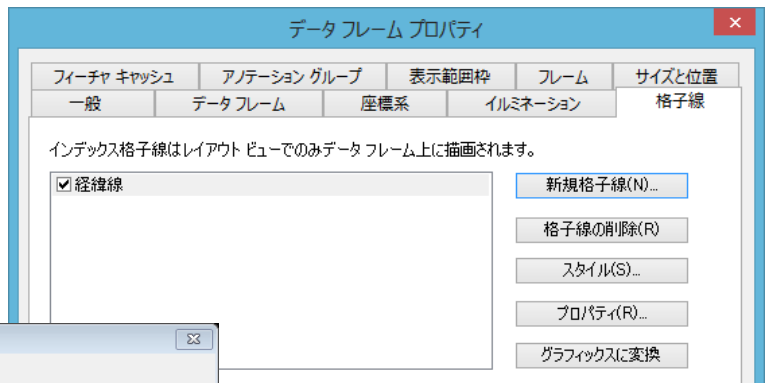 データ フレーム プロパティ
フィーチャ キャッシュ アノテーション グループ 表示範囲枠 フレーム サイズと位置
一般 データ フレーム 座標系 イルミネーション 格子線
インデックス格子線はレイアウト ビューでのみデータ フレーム上に描画されます。
経緯線
新規格子線(N)...
格子線の削除(R)
スタイル(S)...
プロパティ(R)...
グラフィックスに変換